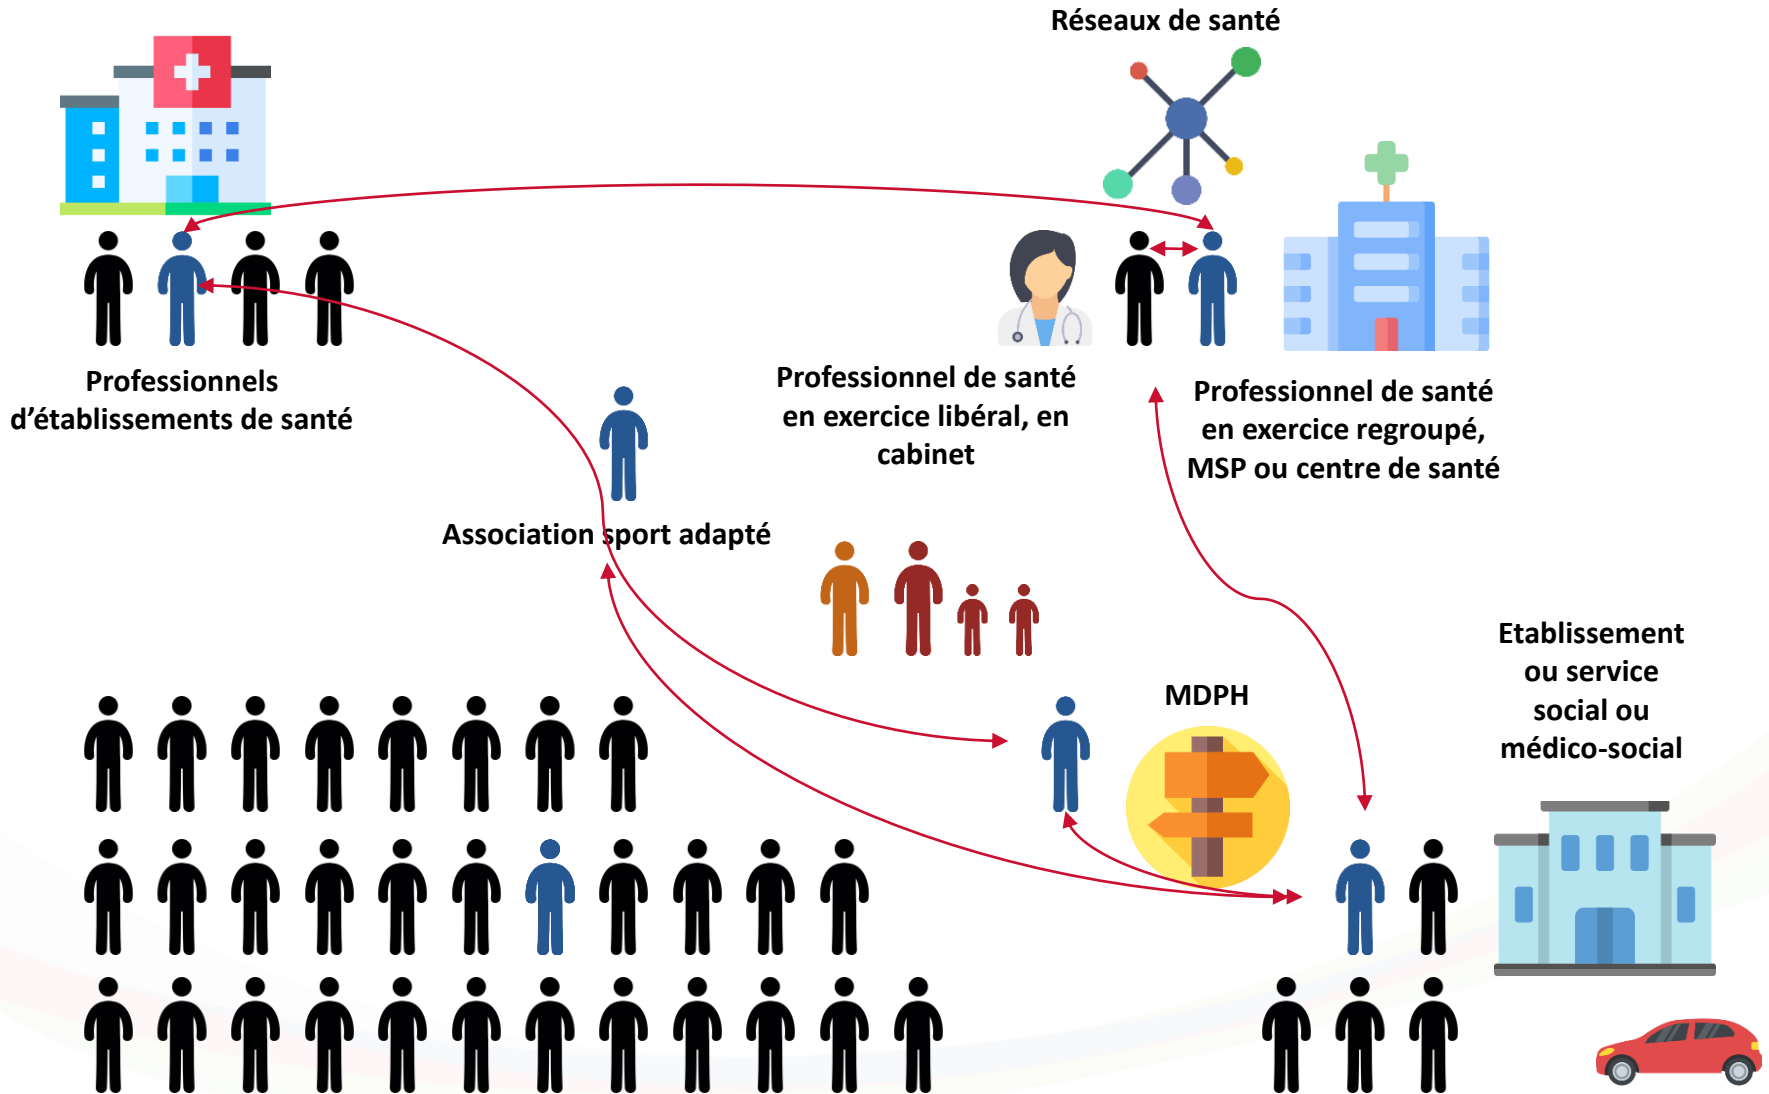 Réseaux de santé
Professionnels
d’établissements de santé
Professionnel de santé
en exercice libéral, en
cabinet
Professionnel de santé
en exercice regroupé,
MSP ou centre de santé
Association sport adapté
MDPH
Etablissement
ou service
social ou
médico-social